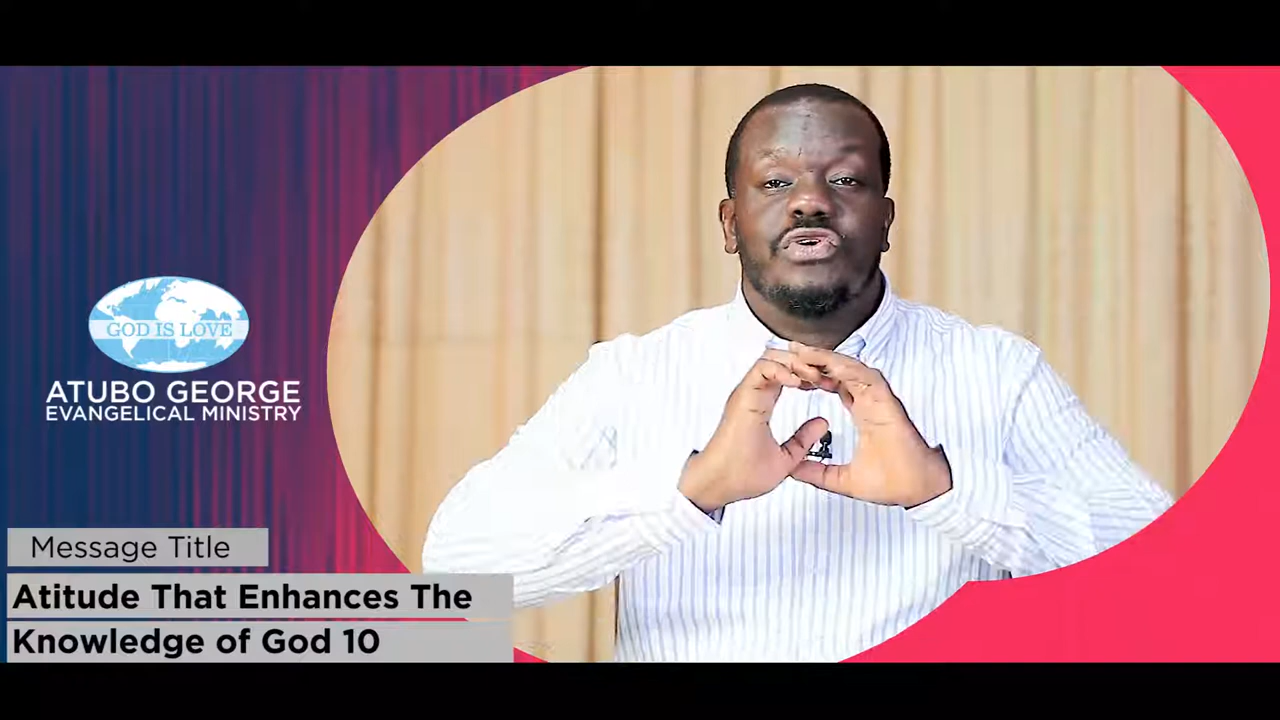 GOD IS LOVE
ATUBO GEORGE
EVANGELICAL MINISTRY
Message Title
Atitude That Enhances The
Knowledge of God 10